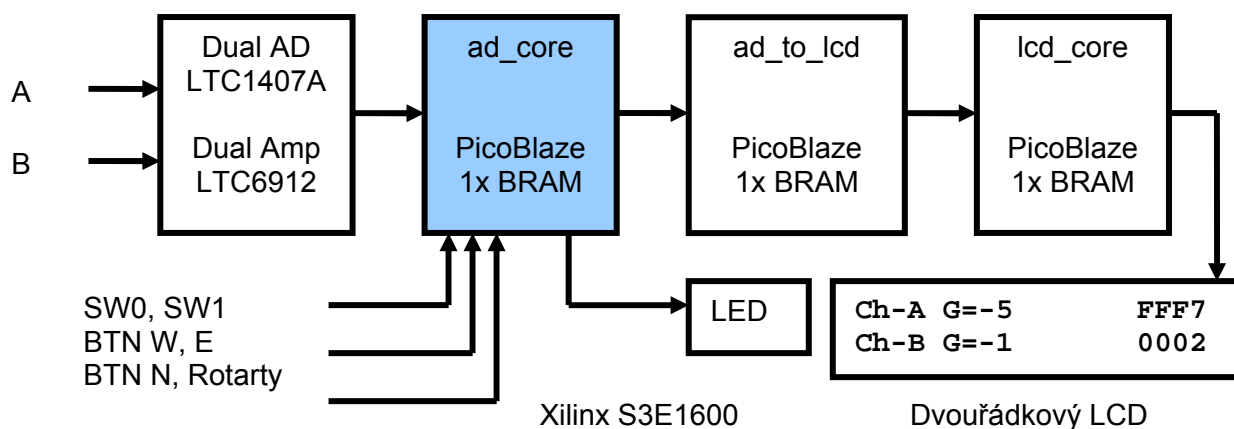 A
B
Dual AD
LTC1407A
Dual Amp
LTC6912
ad_core
PicoBlaze
1x BRAM
ad_to_lcd
PicoBlaze
1x BRAM
lcd_core
PicoBlaze
1x BRAM
SW0, SW1
BTN W, E
BTN N, Rotarty
LED
Ch-A G=-5 FFF7
Ch-B G=-1 0002
Xilinx S3E1600
Dvouřádkový LCD